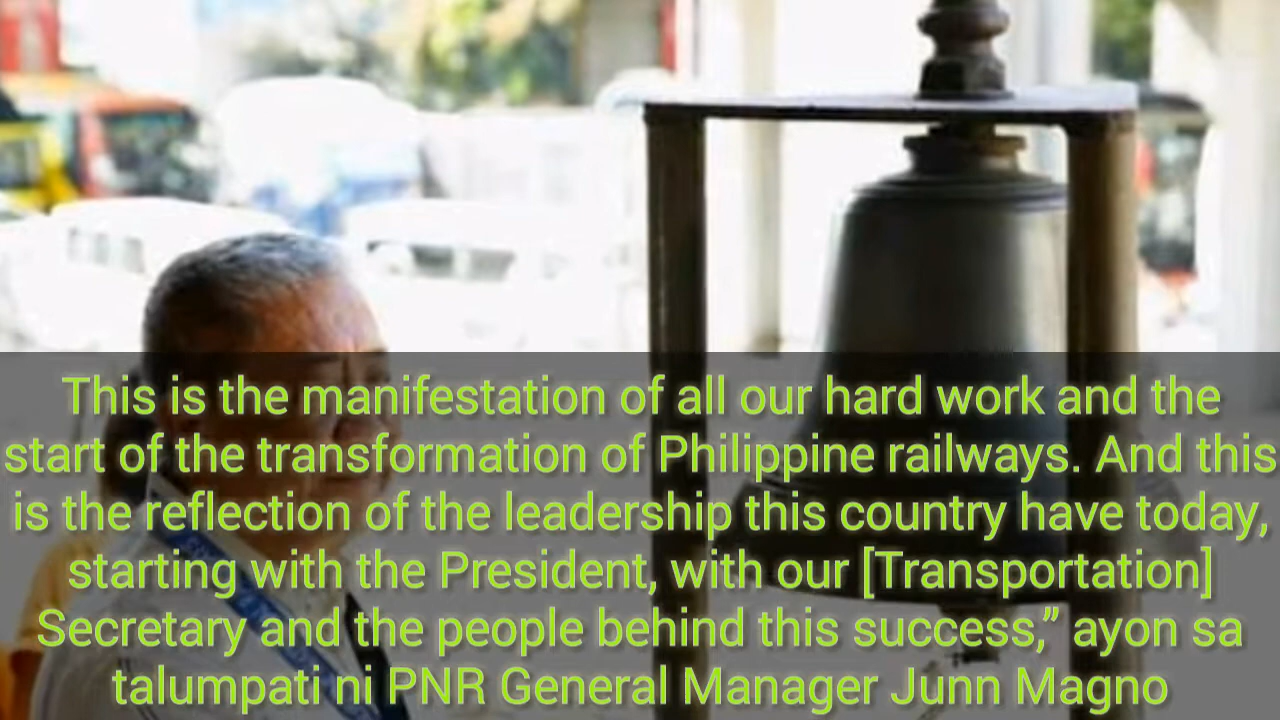 This is the manifestation of all our hard work and the
start of the transformation of Philippine railways. And this
is the reflection of the leadership this country have today,
starting with the President, with our [Transportation]
Secretary and the people behind this success,” ayon sa
talumpati ni PNR General Manager Junn Magno